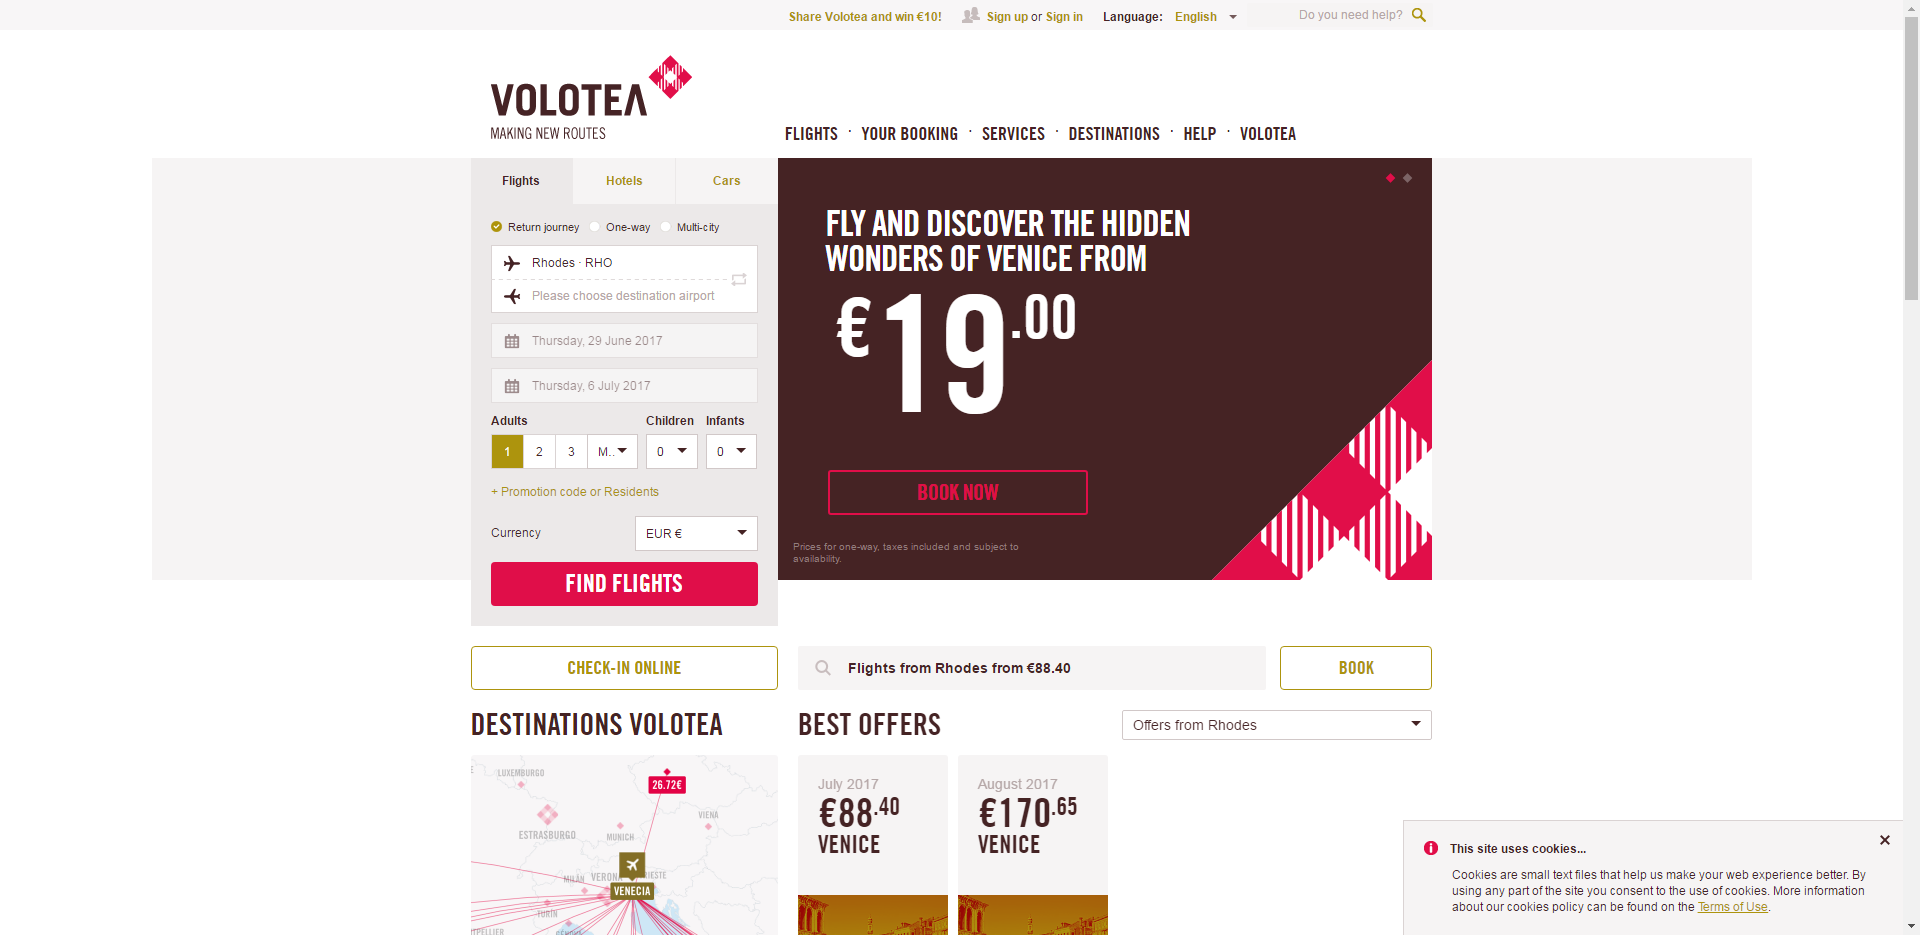 Share Volotea and win €10!
Sign up or Sign in
Language: English
Do you need help?
VOLOTEA
MAKING NEW ROUTES
FLIGHTS · YOUR BOOKING · SERVICES · DESTINATIONS · HELP · VOLOTEA
Flights
Hotels
Cars
Return journey
One-way
Multi-city
Rhodes · RHO
Please choose destination airport
Thursday, 29 June 2017
Thursday, 6 July 2017
Adults
Children
Infants
1
2
3
M..
0
0
+ Promotion code or Residents
Currency
EUR €
FIND FLIGHTS
FLY AND DISCOVER THE HIDDEN
WONDERS OF VENICE FROM
€19.00
BOOK NOW
Prices for one-way, taxes included and subject to
availability.
CHECK-IN ONLINE
Flights from Rhodes from €88.40
BOOK
DESTINATIONS VOLOTEA
BEST OFFERS
Offers from Rhodes
LUXEMBURGO
26.72€
VIENA
ESTRASBURGO
MUNICH
MILÁN
VERONA
RIESTE
VENECIA
TURÍN
July 2017
€88.40
VENICE
August 2017
€170.65
VENICE
This site uses cookies...
Cookies are small text files that help us make your web experience better. By
using any part of the site you consent to the use of cookies. More information
about our cookies policy can be found on the Terms of Use.